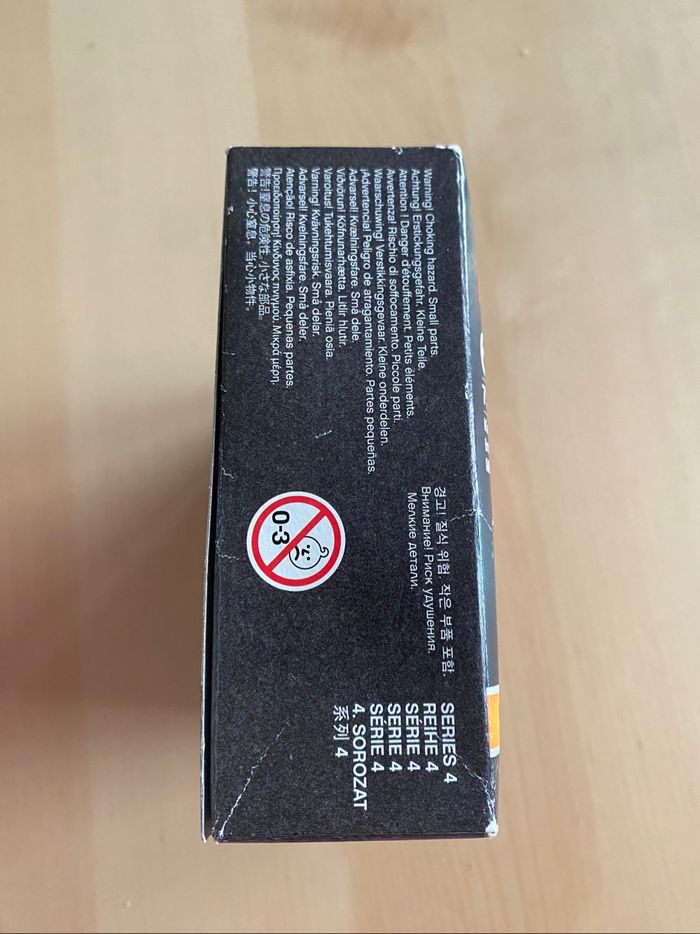 Warning! Choking hazard. Small parts.
Achtung! Erstickungsgefahr. Kleine Teile.
Attention ! Danger d'étouffement. Petits éléments.
Avvertenza! Rischio di soffocamento. Piccole parti.
Waarschuwing! Verstikkingsgevaar. Kleine onderdelen.
¡Advertencia! Peligro de atragantamiento. Partes pequeñas.
Advarsel! Kvælningsfare. Små dele.
Viðvörun! Köfnunarhætta. Litlir hlutir.
Varoitus! Tukehtumisvaara. Pieniä osia.
Varning! Kvävningsrisk. Små delar.
Advarsel! Kvelningsfare. Små deler.
Atenção! Risco de asfixia. Pequenas partes.
Προειδοποίηση! Κίνδυνος πνιγμού. Μικρά μέρη.
警告!窒息の危険性。小さな部品。
警告！小心窒息。当心小物件。
경고! 질식 위험. 작은 부품 포함.
Внимание! Риск удушения.
Мелкие детали.
0-3
SERIES 4
REIHE 4
SÉRIE 4
SERIE 4
SÉRIE 4
4. SOROZAT
系列 4